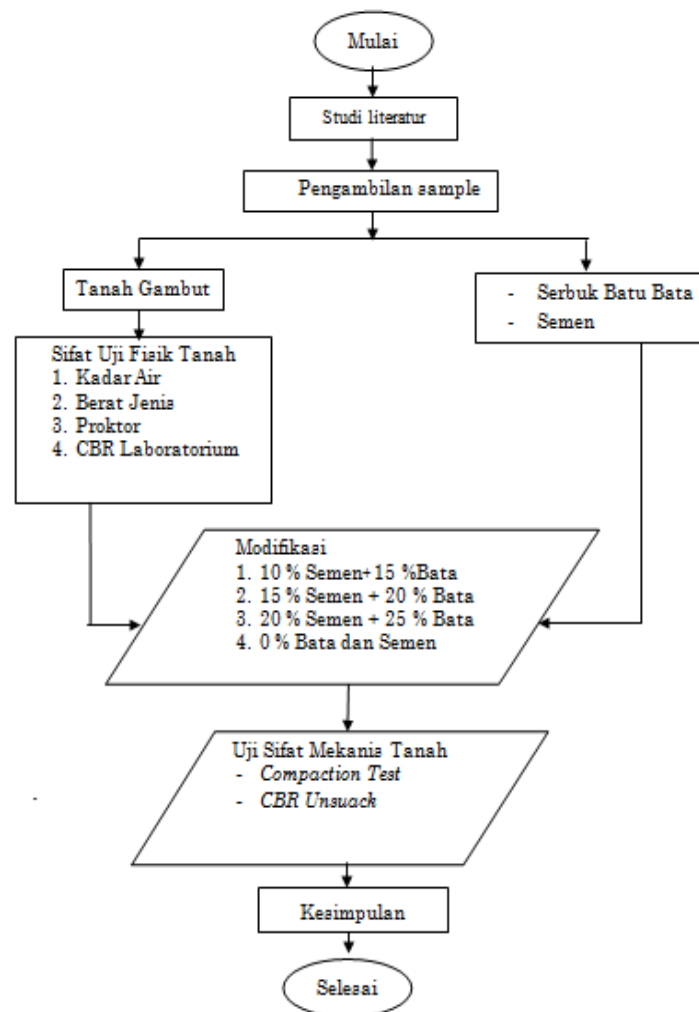 Mulai
Studi literatur
Pengambilan sample
Tanah Gambut
- Serbuk Batu Bata
- Semen
Sifat Uji Fisik Tanah
1. Kadar Air
2. Berat Jenis
3. Proktor
4. CBR Laboratorium
Modifikasi
1. 10 % Semen+ 15 %Bata
2. 15 % Semen + 20 % Bata
3. 20 % Semen + 25 % Bata
4. 0 % Bata dan Semen
Uji Sifat Mekanis Tanah
- Compaction Test
- CBR Unsuack
Kesimpulan
Selesai